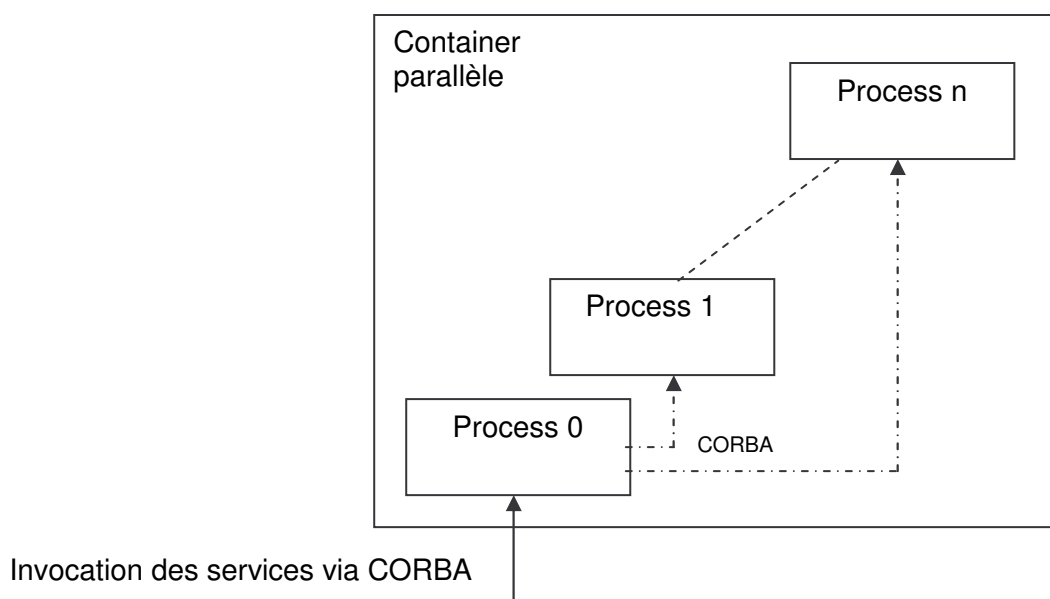 Container
parallèle
Process n
Process 1
Process 0
CORBA
Invocation des services via CORBA